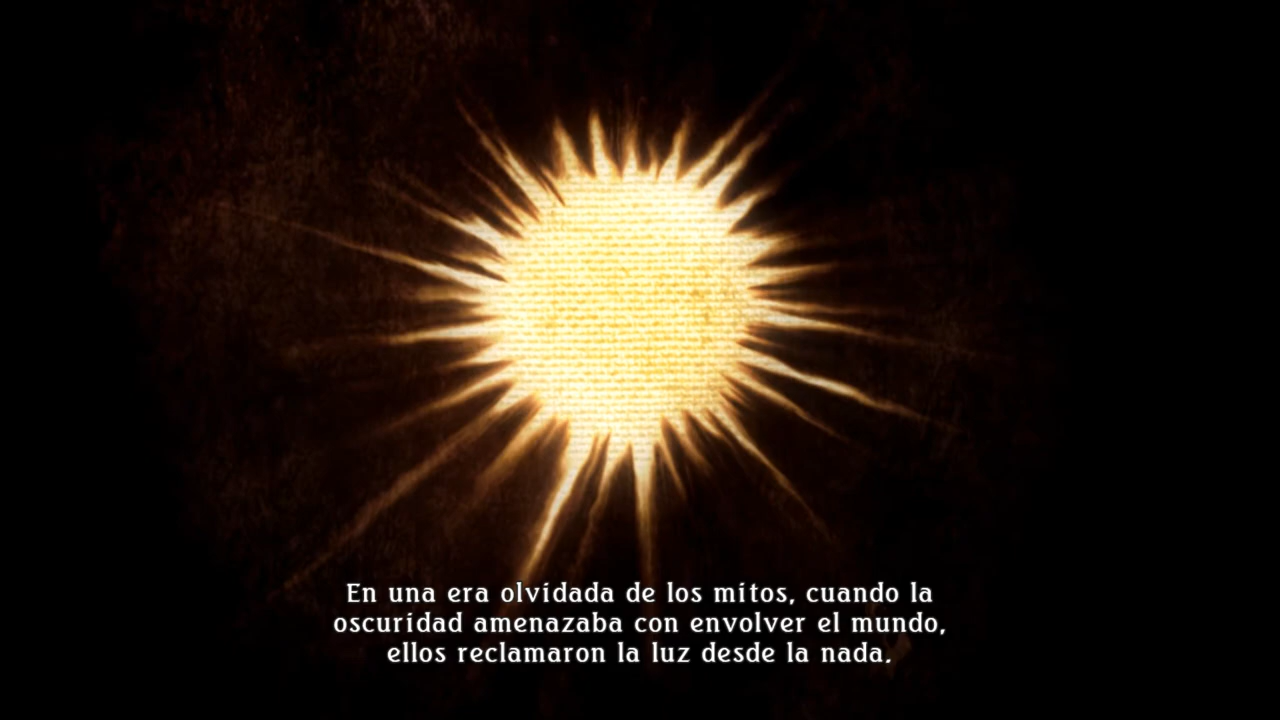 En una era olvidada de los mitos, cuando la
oscuridad amenazaba con envolver el mundo,
ellos reclamaron la luz desde la nada.